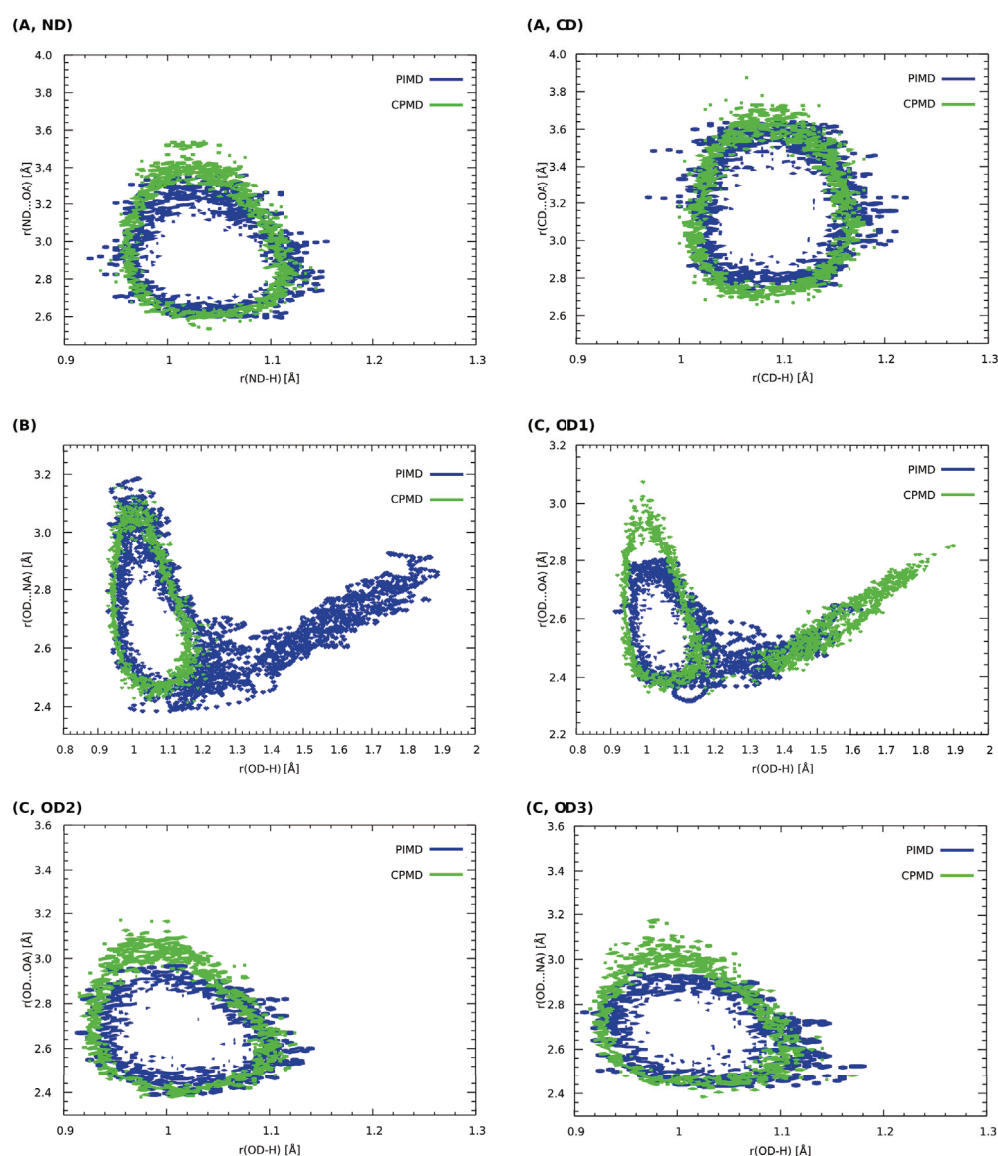 (A, ND)
4.0
3.8
3.6
3.4
3.2
3.0
2.8
2.6
r(ND...OA) [Å]
PIMD
CPMD
0.9 1 1.1 1.2 1.3
r(ND-H) [Å]
(A, CD)
4.0
3.8
3.6
3.4
3.2
3.0
2.8
2.6
r(CD...OA) [Å]
PIMD
CPMD
0.9 1 1.1 1.2 1.3
r(CD-H) [Å]
(B)
3.2
3.0
2.8
2.6
2.4
r(OD...NA) [Å]
PIMD
CPMD
0.8 0.9 1 1.1 1.2 1.3 1.4 1.5 1.6 1.7 1.8 1.9 2
r(OD-H) [Å]
(C, OD1)
3.2
3.0
2.8
2.6
2.4
2.2
r(OD...OA) [Å]
PIMD
CPMD
0.8 0.9 1 1.1 1.2 1.3 1.4 1.5 1.6 1.7 1.8 1.9 2
r(OD-H) [Å]
(C, OD2)
3.6
3.4
3.2
3.0
2.8
2.6
2.4
r(OD...OA) [Å]
PIMD
CPMD
0.9 1 1.1 1.2 1.3
r(OD-H) [Å]
(C, OD3)
3.6
3.4
3.2
3.0
2.8
2.6
2.4
r(OD...NA) [Å]
PIMD
CPMD
0.9 1 1.1 1.2 1.3
r(OD-H) [Å]